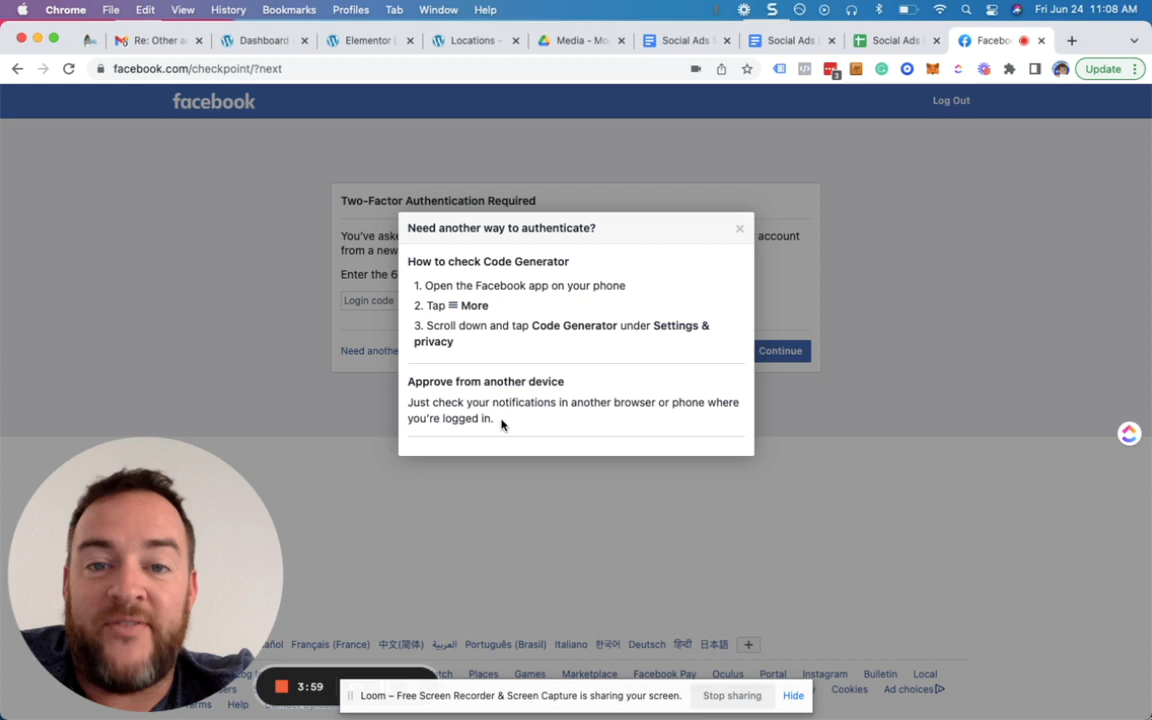 Chrome File Edit View History Bookmarks Profiles Tab Window Help Fri Jun 24 11:08 AM
Re: Other a Dashboard Elementor Locations - Media - Mo Social Ads Social Ads Social Ads Facebo
facebook.com/checkpoint/?next 3 Update
facebook Log Out
Two-Factor Authentication Required
Need another way to authenticate?
You've aske account
from a new
How to check Code Generator
Enter the 6
1. Open the Facebook app on your phone
Login code
2. Tap More
3. Scroll down and tap Code Generator under Settings &
privacy
Need anothe Continue
Approve from another device
Just check your notifications in another browser or phone where
you're logged in.
Français (France) 中文(简体) العربية Português (Brasil) Italiano 한국어 Deutsch हिन्दी 日本語 +
Places Games Marketplace Facebook Pay Oculus Portal Instagram Bulletin Local
Cookies Ad choices
Help
3:59
Loom – Free Screen Recorder & Screen Capture is sharing your screen. Stop sharing Hide